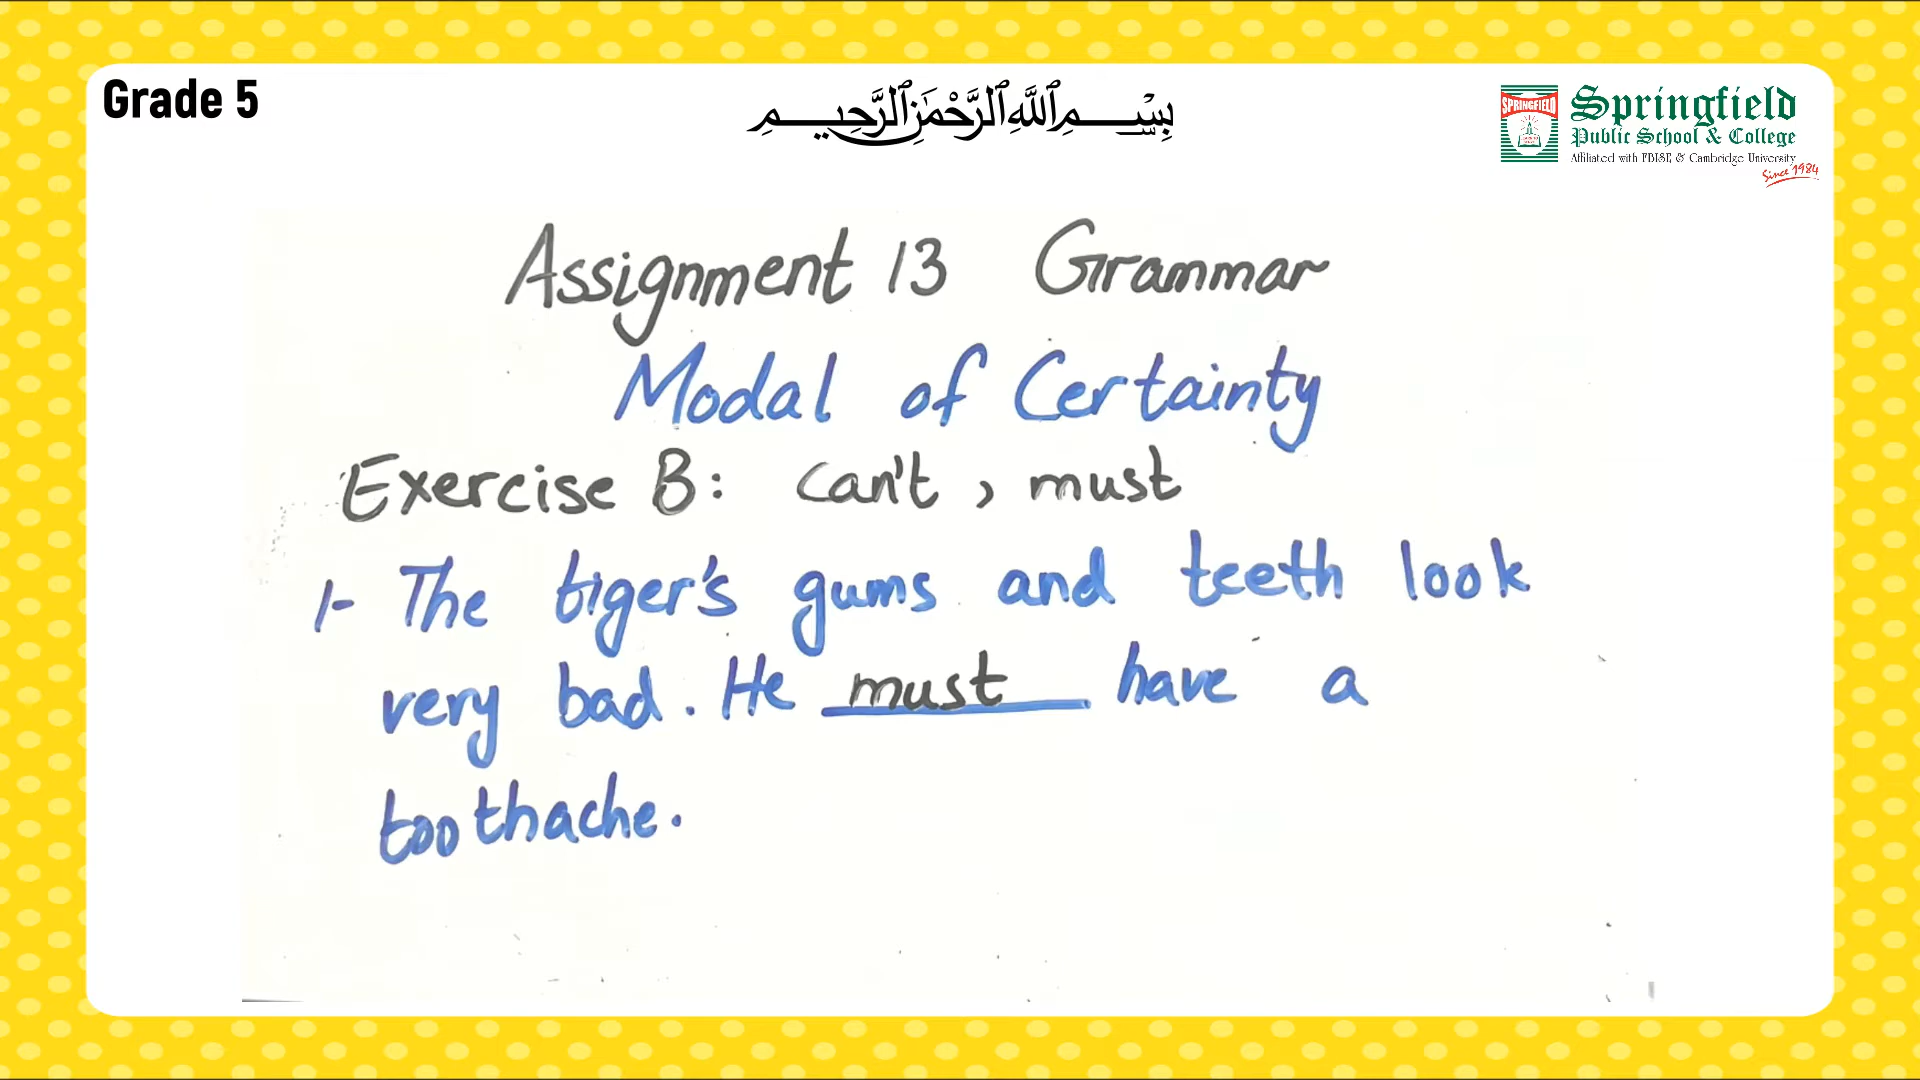 Grade 5
بِسْمِ ٱللَّهِ ٱلرَّحْمَٰنِ ٱلرَّحِيمِ
SPRINGFIELD
Springfield
Public School & College
Affiliated with FBISE & Cambridge University
Since 1984
Assignment 13 Grammar
Modal of Certainty
Exercise B: can't, must
1- The tiger's gums and teeth look
very bad. He must have a
toothache.